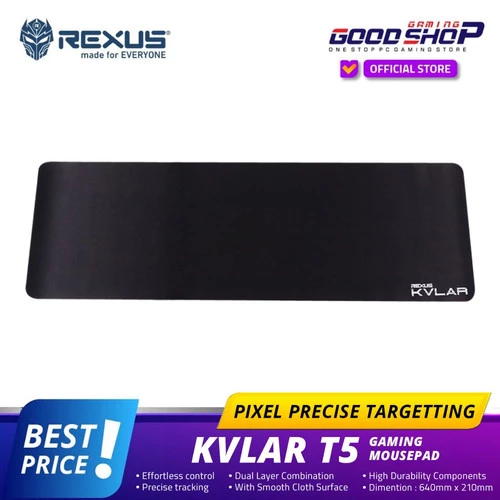 REXUS
made for EVERYONE
GAMING
GOODSHOP
ONE STOP PC GAMING STORE
OFFICIAL STORE
REXUS
KVLAR
PIXEL PRECISE TARGETTING
BEST
PRICE!
KVLAR T5 GAMING
MOUSEPAD
• Effortless control
• Precise tracking
• Dual Layer Combination
• With Smooth Cloth Surface
• High Durability Components
• Dimention : 640mm x 210mm